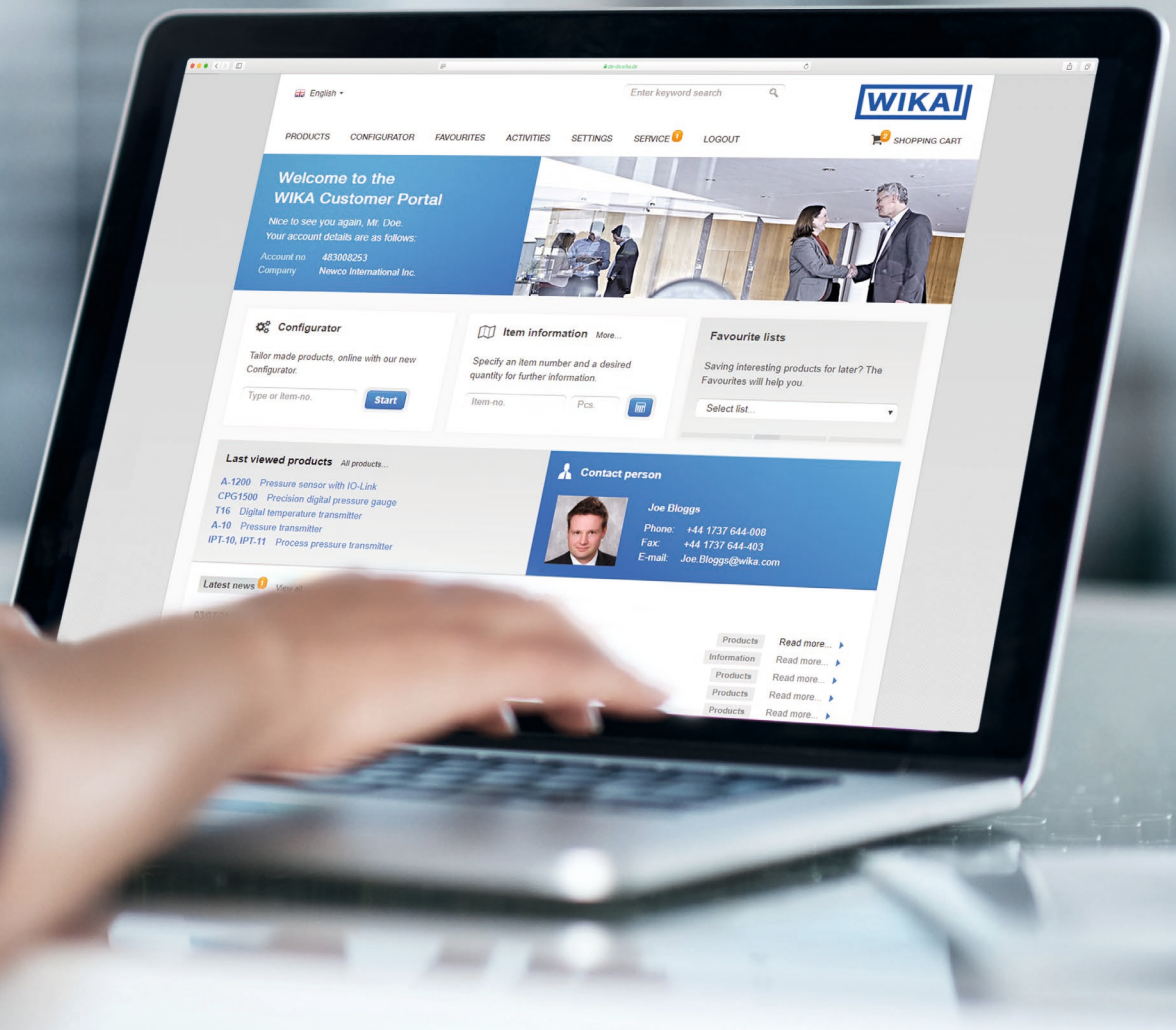 English
Enter keyword search
WIKA
PRODUCTS CONFIGURATOR FAVOURITES ACTIVITIES SETTINGS SERVICE 1 LOGOUT
2 SHOPPING CART
Welcome to the
WIKA Customer Portal
Nice to see you again, Mr. Doe.
Your account details are as follows:
Account no 483008253
Company Newco International Inc.
Configurator
Tailor made products, online with our new
Configurator.
Type or item-no. Start
Item information More...
Specify an item number and a desired
quantity for further information.
Item-no. Pcs.
Favourite lists
Saving interesting products for later? The
Favourites will help you.
Select list...
Last viewed products All products...
A-1200 Pressure sensor with IO-Link
CPG1500 Precision digital pressure gauge
T16 Digital temperature transmitter
A-10 Pressure transmitter
IPT-10, IPT-11 Process pressure transmitter
Contact person
Joe Bloggs
Phone: +44 1737 644-008
Fax: +44 1737 644-403
E-mail: Joe.Bloggs@wika.com
Latest news 1 View all
Products Read more...
Information Read more...
Products Read more...
Products Read more...
Products Read more...